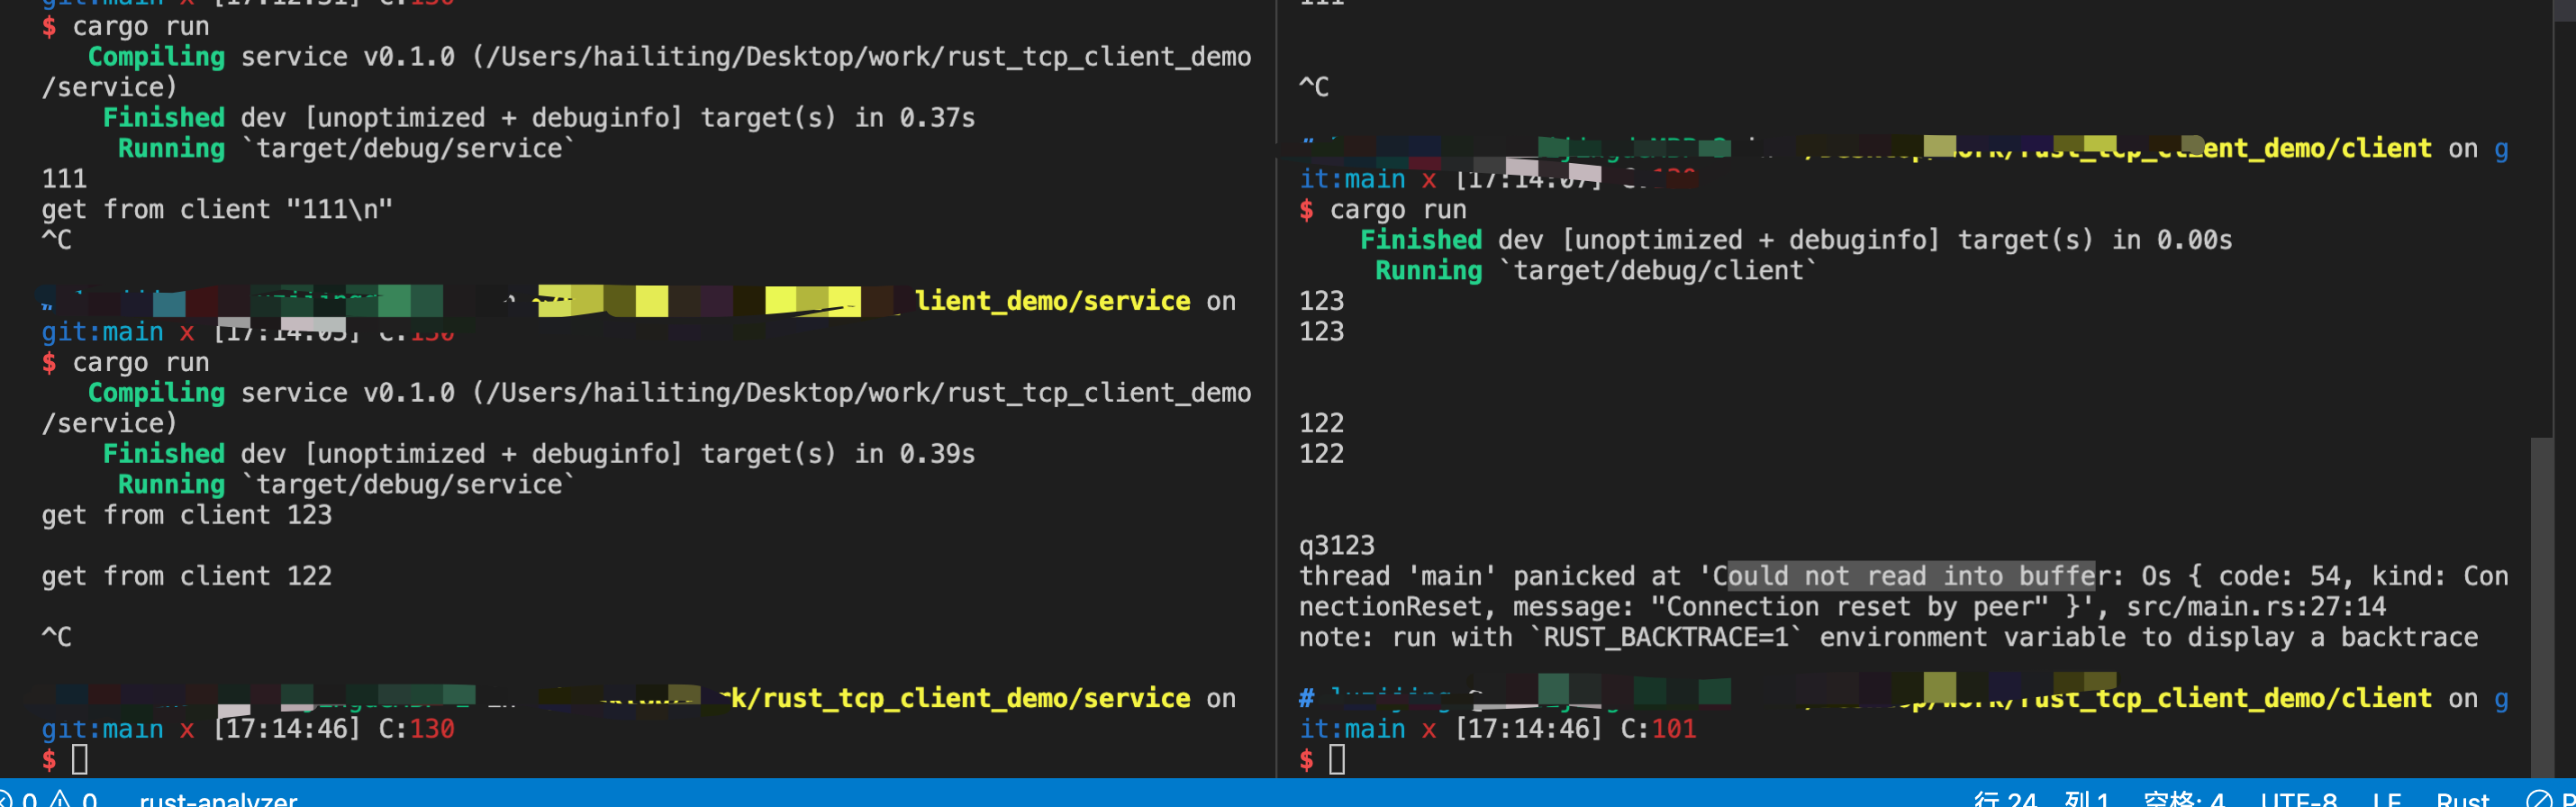 $ cargo run
Compiling service v0.1.0 (/Users/hailiting/Desktop/work/rust_tcp_client_demo
/service)
Finished dev [unoptimized + debuginfo] target(s) in 0.37s
Running `target/debug/service`
111
get from client "111\n"
^C
lient_demo/service on
git:main x [17:14:05] C:130
$ cargo run
Compiling service v0.1.0 (/Users/hailiting/Desktop/work/rust_tcp_client_demo
/service)
Finished dev [unoptimized + debuginfo] target(s) in 0.39s
Running `target/debug/service`
get from client 123
get from client 122
^C
k/rust_tcp_client_demo/service on
git:main x [17:14:46] C:130
$
111
^C
/rust_tcp_client_demo/client on g
it:main x [17:14:07] C:130
$ cargo run
Finished dev [unoptimized + debuginfo] target(s) in 0.00s
Running `target/debug/client`
123
123
122
122
q3123
thread 'main' panicked at 'Could not read into buffer: Os { code: 54, kind: Con
nectionReset, message: "Connection reset by peer" }', src/main.rs:27:14
note: run with `RUST_BACKTRACE=1` environment variable to display a backtrace
#
/work/rust_tcp_client_demo/client on g
it:main x [17:14:46] C:101
$
0 0 rust-analyzer
行 24 列 1 空格: 4 UTF-8 LF Rust